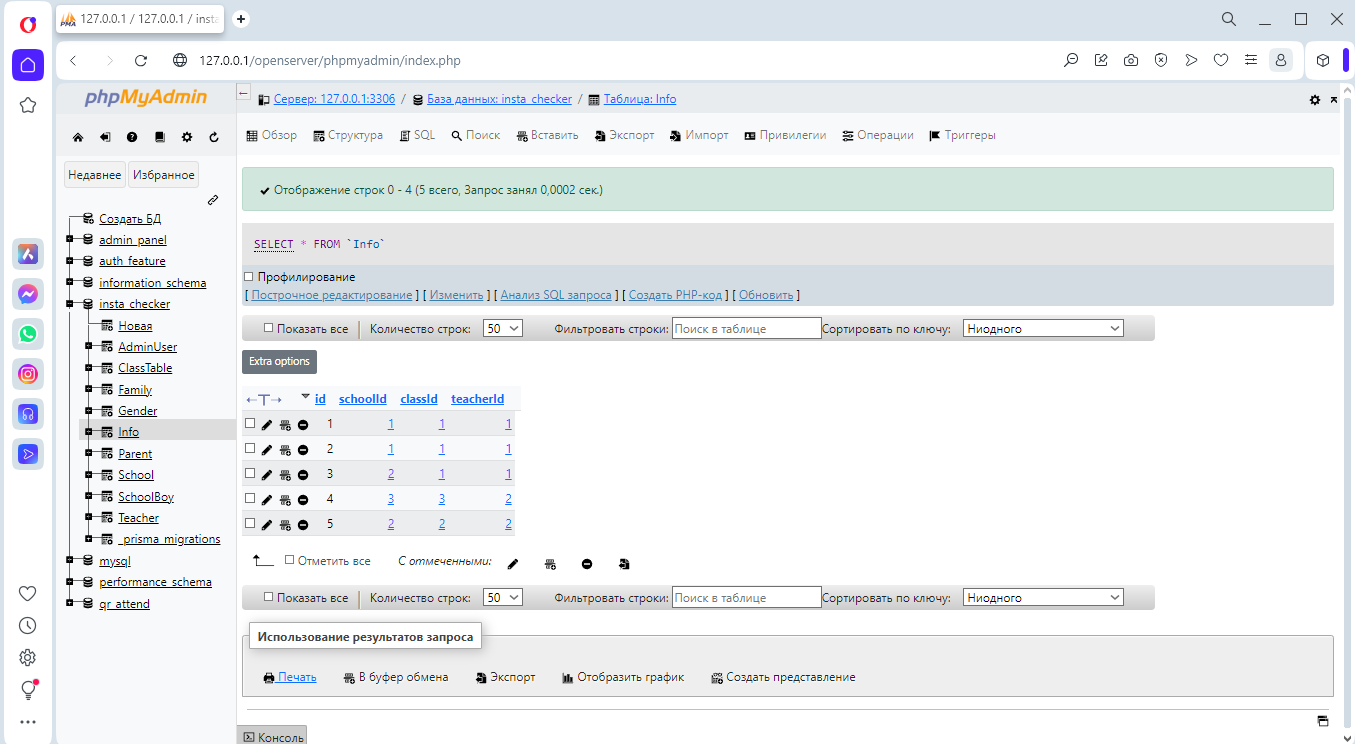 127.0.0.1 / 127.0.0.1 / insta
127.0.0.1/openserver/phpmyadmin/index.php
phpMyAdmin
Недавнее Избранное
Создать БД
admin_panel
auth_feature
information_schema
insta_checker
Новая
AdminUser
ClassTable
Family
Gender
Info
Parent
School
SchoolBoy
Teacher
_prisma_migrations
mysql
performance_schema
qr_attend
Сервер: 127.0.0.1:3306 / База данных: insta_checker / Таблица: Info
Обзор Структура SQL Поиск Вставить Экспорт Импорт Привилегии Операции Триггеры
Отображение строк 0 - 4 (5 всего, Запрос занял 0,0002 сек.)
SELECT * FROM `Info`
Профилирование
[ Построчное редактирование ] [ Изменить ] [ Анализ SQL запроса ] [ Создать PHP-код ] [ Обновить ]
Показать все Количество строк: 50 Фильтровать строки: Поиск в таблице Сортировать по ключу: Ниодного
Extra options
←T→ id schoolId classId teacherId
1 1 1 1
2 1 1 1
3 2 1 1
4 3 3 2
5 2 2 2
Отметить все С отмеченными:
Показать все Количество строк: 50 Фильтровать строки: Поиск в таблице Сортировать по ключу: Ниодного
Использование результатов запроса
Печать В буфер обмена Экспорт Отобразить график Создать представление
Консоль